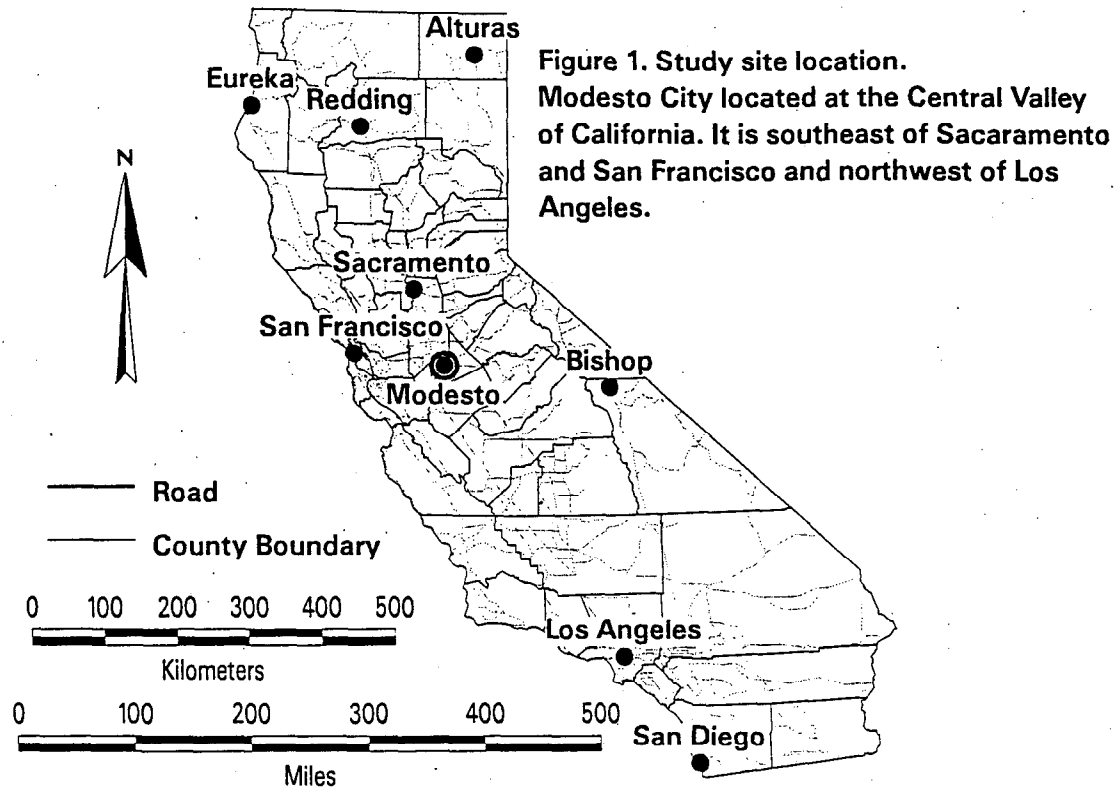 Alturas
Figure 1. Study site location.
Modesto City located at the Central Valley
of California. It is southeast of Sacaramento
and San Francisco and northwest of Los
Angeles.
Eureka
Redding
N
Sacramento
San Francisco
Bishop
Modesto
Road
County Boundary
0 100 200 300 400 500
Kilometers
Los Angeles
0 100 200 300 400 500
Miles
San Diego